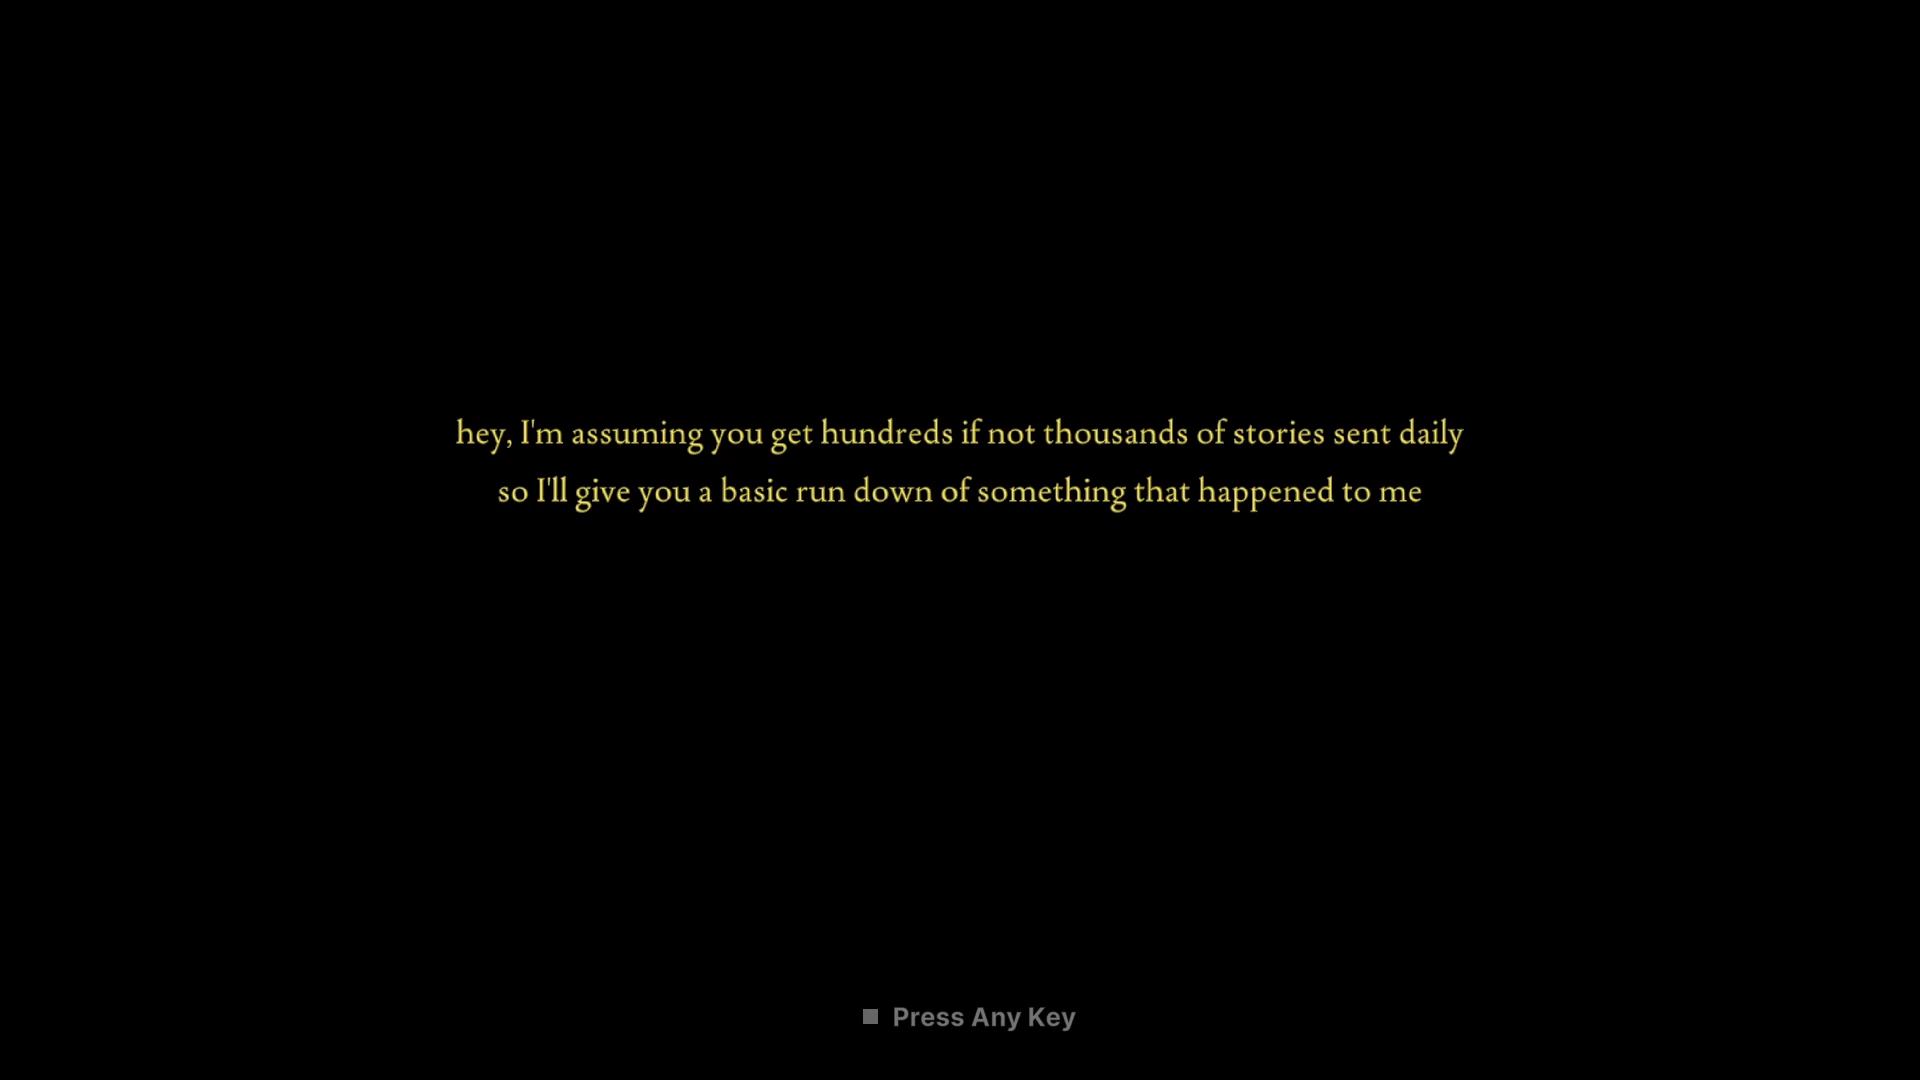 hey, I'm assuming you get hundreds if not thousands of stories sent daily
so I'll give you a basic run down of something that happened to me
Press Any Key